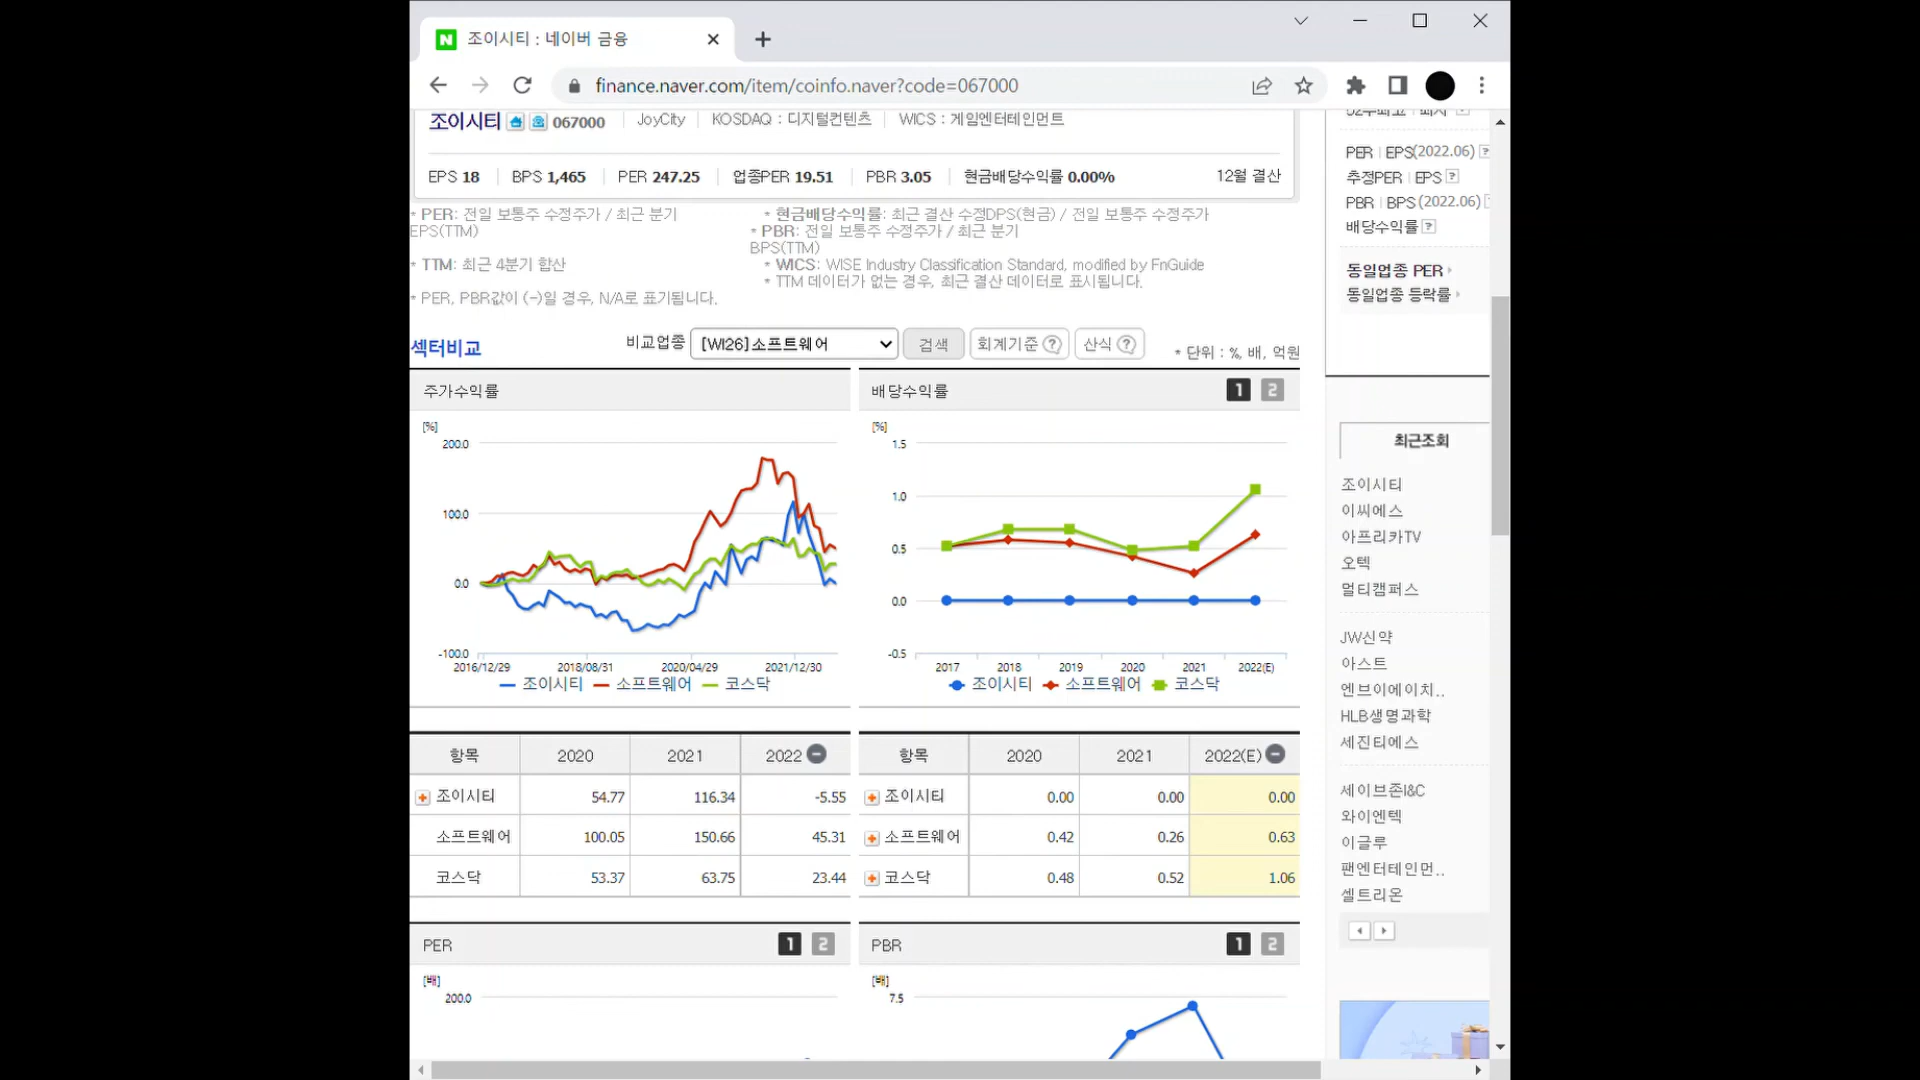 조이시티 : 네이버 금융
finance.naver.com/item/coinfo.naver?code=067000
조이시티 067000 JoyCity KOSDAQ : 디지털컨텐츠 WICS : 게임엔터테인먼트
EPS 18 BPS 1,465 PER 247.25 업종PER 19.51 PBR 3.05 현금배당수익률 0.00% 12월 결산
* PER: 전일 보통주 수정주가 / 최근 분기
EPS(TTM)
* TTM: 최근 4분기 합산
* PER, PBR값이 (-)일 경우, N/A로 표기됩니다.
* 현금배당수익률: 최근 결산 수정DPS(현금) / 전일 보통주 수정주가
* PBR: 전일 보통주 수정주가 / 최근 분기
BPS(TTM)
* WICS: WISE Industry Classification Standard, modified by FnGuide
* TTM 데이터가 없는 경우, 최근 결산 데이터로 표시됩니다.
섹터비교 비교업종 [WI26]소프트웨어 검색 회계기준 ? 산식 ? * 단위 : %, 배, 억원
주가수익률
[%]
200.0
100.0
0.0
-100.0
2016/12/29 2018/08/31 2020/04/29 2021/12/30
조이시티 소프트웨어 코스닥
배당수익률 1 2
[%]
1.5
1.0
0.5
0.0
-0.5
2017 2018 2019 2020 2021 2022(E)
조이시티 소프트웨어 코스닥
항목 2020 2021 2022
조이시티 54.77 116.34 -5.55
소프트웨어 100.05 150.66 45.31
코스닥 53.37 63.75 23.44
항목 2020 2021 2022(E)
조이시티 0.00 0.00 0.00
소프트웨어 0.42 0.26 0.63
코스닥 0.48 0.52 1.06
PER 1 2
[배]
200.0
PBR 1 2
[배]
7.5
PER EPS(2022.06) ?
추정PER EPS ?
PBR BPS (2022.06)
배당수익률 ?
동일업종 PER
동일업종 등락률
최근조회
조이시티
이씨에스
아프리카TV
오텍
멀티캠퍼스
JW신약
아스트
엔브이에이치..
HLB생명과학
세진티에스
세이브존I&C
와이엔텍
이글루
팬엔터테인먼..
셀트리온